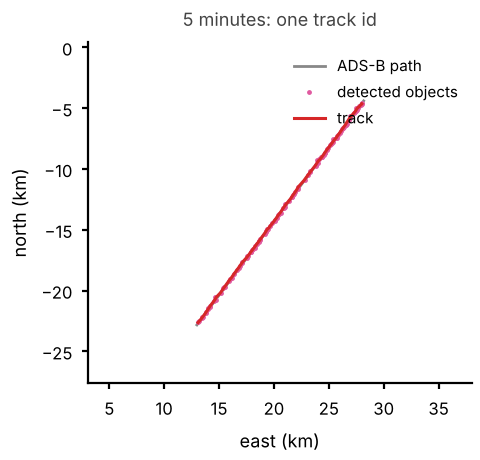 5 minutes: one track id
ADS-B path
detected objects
track
0
−5
−10
−15
−20
−25
north (km)
5 10 15 20 25 30 35
east (km)